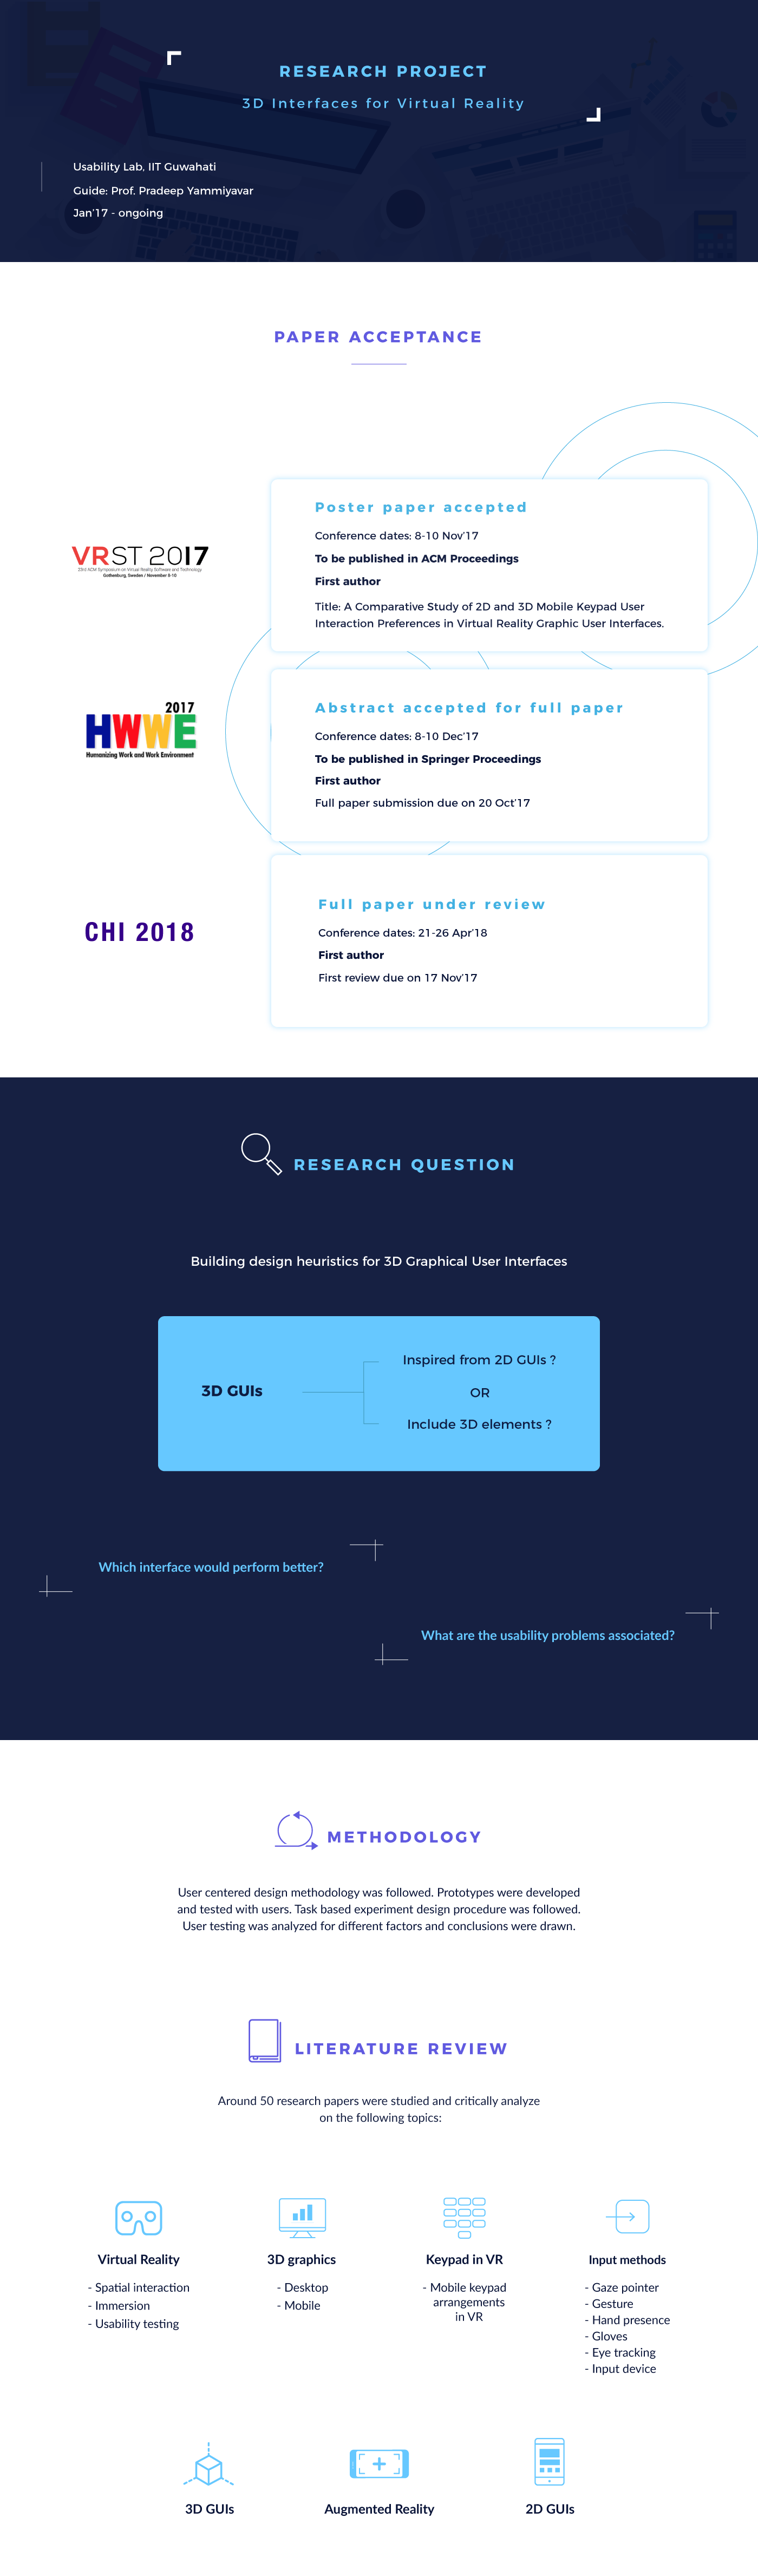 RESEARCH PROJECT
3D Interfaces for Virtual Reality
Usability Lab, IIT Guwahati
Guide: Prof. Pradeep Yammiyavar
Jan'17 - ongoing
PAPER ACCEPTANCE
VRST 2017
23rd ACM Symposium on Virtual Reality Software and Technology
Gothenburg, Sweden / November 8-10
Poster paper accepted
Conference dates: 8-10 Nov'17
To be published in ACM Proceedings
First author
Title: A Comparative Study of 2D and 3D Mobile Keypad User
Interaction Preferences in Virtual Reality Graphic User Interfaces.
2017
HWWE
Humanizing Work and Work Environment
Abstract accepted for full paper
Conference dates: 8-10 Dec'17
To be published in Springer Proceedings
First author
Full paper submission due on 20 Oct'17
CHI 2018
Full paper under review
Conference dates: 21-26 Apr'18
First author
First review due on 17 Nov'17
RESEARCH QUESTION
Building design heuristics for 3D Graphical User Interfaces
3D GUIs
Inspired from 2D GUIs ?
OR
Include 3D elements ?
Which interface would perform better?
What are the usability problems associated?
METHODOLOGY
User centered design methodology was followed. Prototypes were developed
and tested with users. Task based experiment design procedure was followed.
User testing was analyzed for different factors and conclusions were drawn.
LITERATURE REVIEW
Around 50 research papers were studied and critically analyze
on the following topics:
Virtual Reality
- Spatial interaction
- Immersion
- Usability testing
3D graphics
- Desktop
- Mobile
Keypad in VR
- Mobile keypad
arrangements
in VR
Input methods
- Gaze pointer
- Gesture
- Hand presence
- Gloves
- Eye tracking
- Input device
3D GUIs
Augmented Reality
2D GUIs